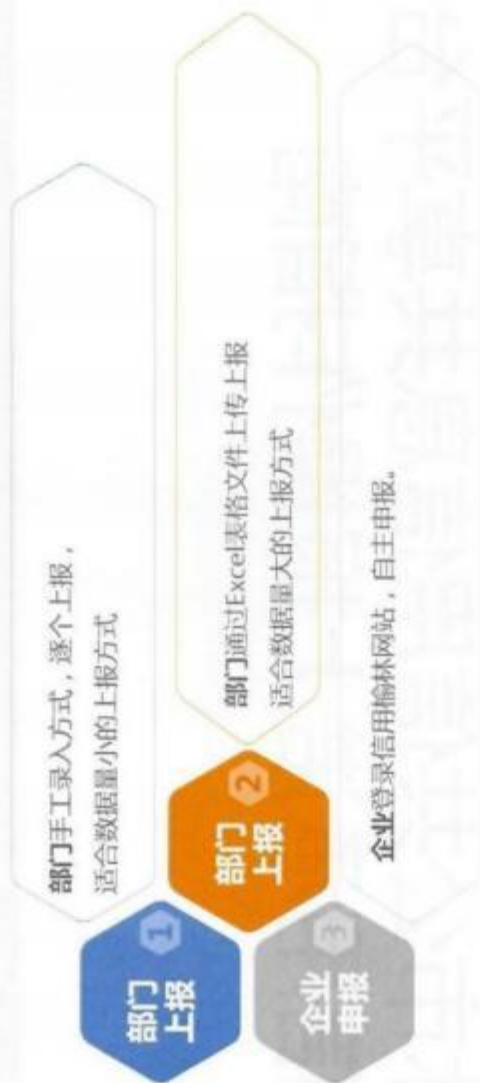 部门
上报
1
部门手工录入方式，逐个上报，
适合数据量小的上报方式
部门
上报
2
部门通过Excel表格文件上传上报
适合数据量大的上报方式
企业
申报
3
企业登录信用榆林网站，自主申报。